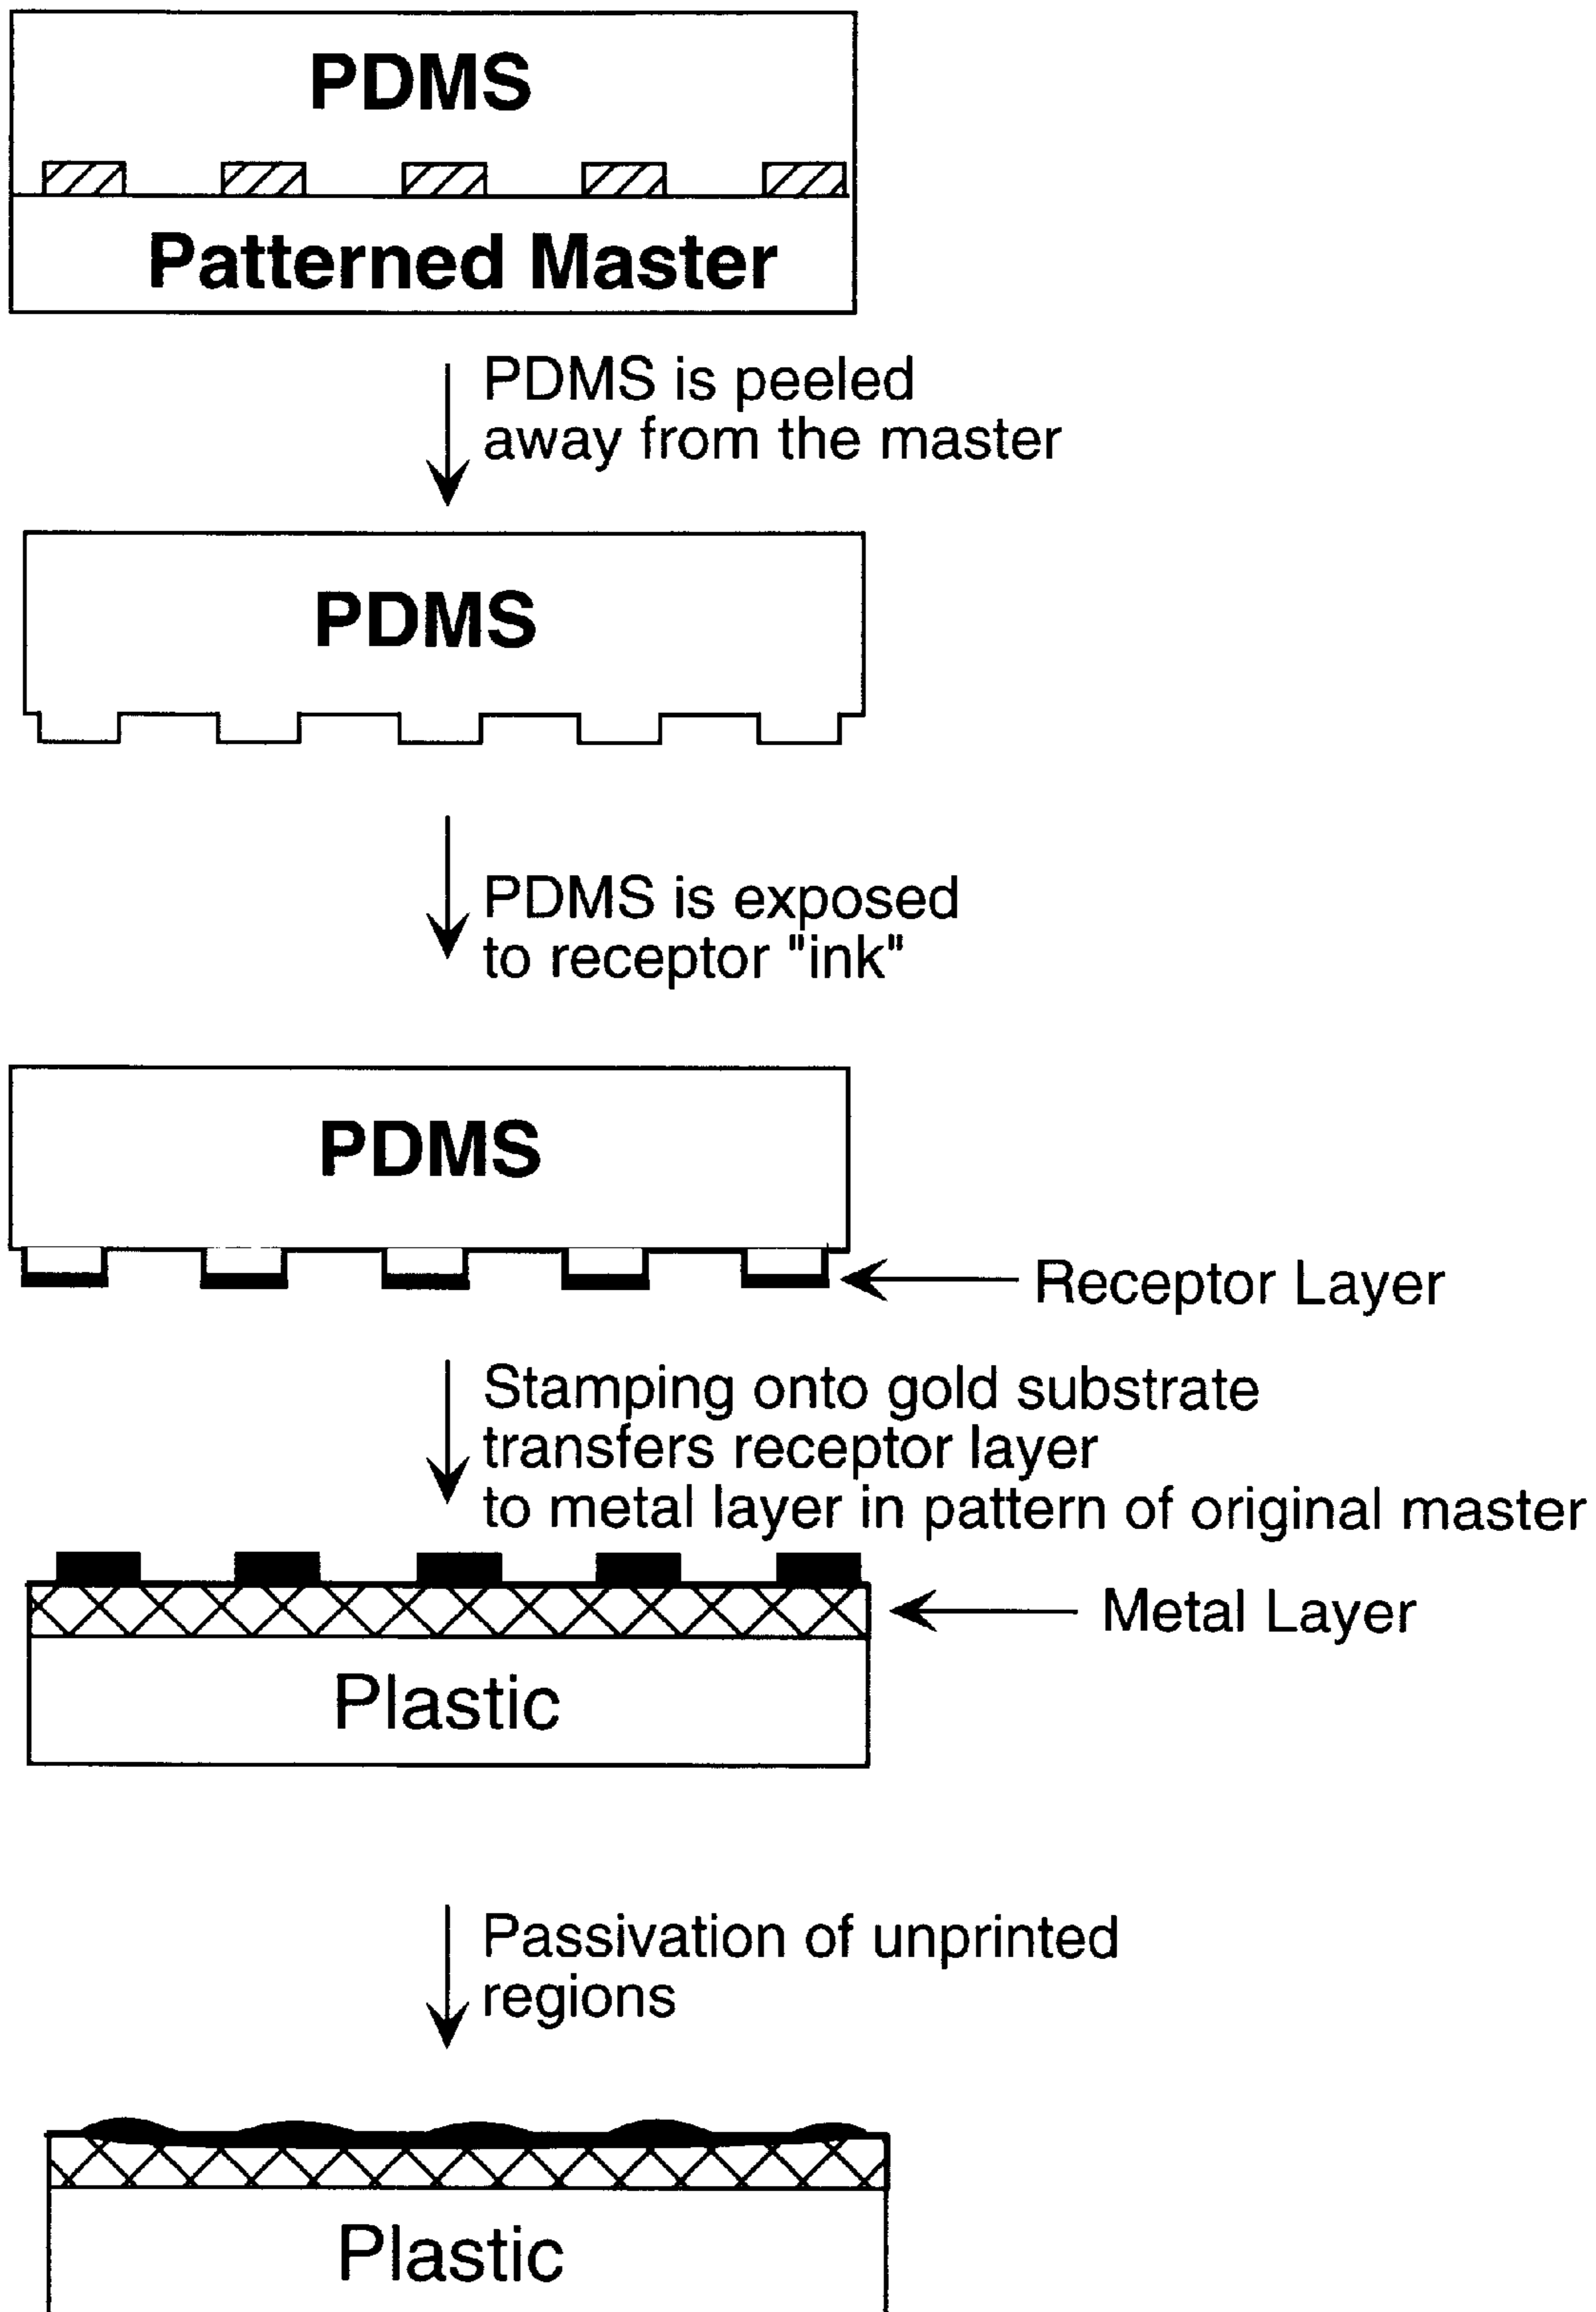 PDMS
Patterned Master
PDMS is peeled
away from the master
PDMS
PDMS is exposed
to receptor "ink"
PDMS
Receptor Layer
Stamping onto gold substrate
transfers receptor layer
to metal layer in pattern of original master
Metal Layer
Plastic
Passivation of unprinted
regions
Plastic